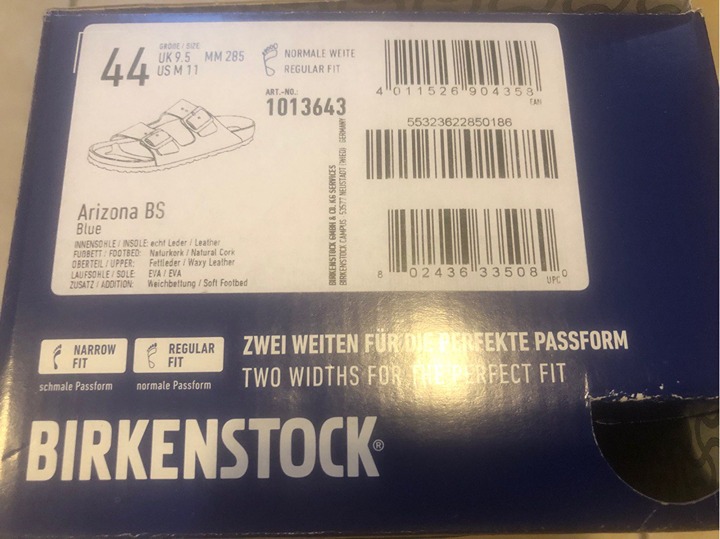 44
GRÖßE / SIZE
UK 9.5 MM 285
US M 11
NORMALE WEITE
REGULAR FIT
ART.-NO.:
1013643
4 011526 904358
EAN
55323622850186
8 02436 33508 0
UPC
BIRKENSTOCK GMBH & CO. KG SERVICES
BIRKENSTOCK CAMPUS · 53577 NEUSTADT (WIED) · GERMANY
Arizona BS
Blue
INNENSOHLE / INSOLE: echt Leder / Leather
FUßBETT / FOOTBED: Naturkork / Natural Cork
OBERTEIL / UPPER: Fettleder / Waxy Leather
LAUFSOHLE / SOLE: EVA / EVA
ZUSATZ / ADDITION: Weichbettung / Soft Footbed
NARROW
FIT
schmale Passform
REGULAR
FIT
normale Passform
ZWEI WEITEN FÜR DIE PERFEKTE PASSFORM
TWO WIDTHS FOR THE PERFECT FIT
BIRKENSTOCK®